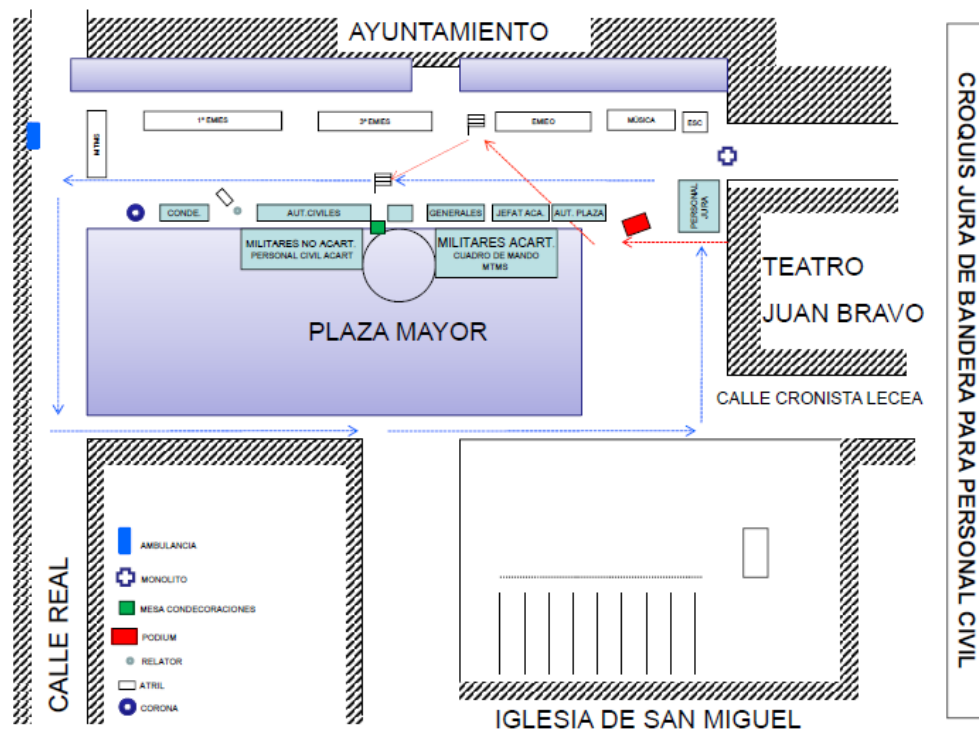 AYUNTAMIENTO
MTMS
1ª EMIES
3ª EMIES
EMIEO
MÚSICA
ESC
CONDE.
AUT.CIVILES
GENERALES
JEFAT ACA.
AUT. PLAZA
PERSONAL
JURA
MILITARES NO ACART.
PERSONAL CIVIL ACART
MILITARES ACART.
CUADRO DE MANDO
MTMS
PLAZA MAYOR
TEATRO
JUAN BRAVO
CALLE CRONISTA LECEA
CALLE REAL
AMBULANCIA
MONOLITO
MESA CONDECORACIONES
PODIUM
RELATOR
ATRIL
CORONA
IGLESIA DE SAN MIGUEL
CROQUIS JURA DE BANDERA PARA PERSONAL CIVIL